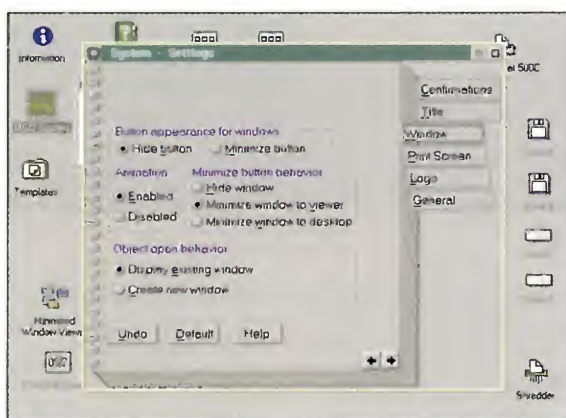 Information
System - Settings
Confirmations
Title
Window
Print Screen
Logo
General
Button appearance for windows
Hide button
Minimize button
Animation
Enabled
Disabled
Minimize button behavior
Hide window
Minimize window to viewer
Minimize window to desktop
Object open behavior
Display existing window
Create new window
Undo
Default
Help
Templates
Minimized
Window Viewer
OS/2
Shredder